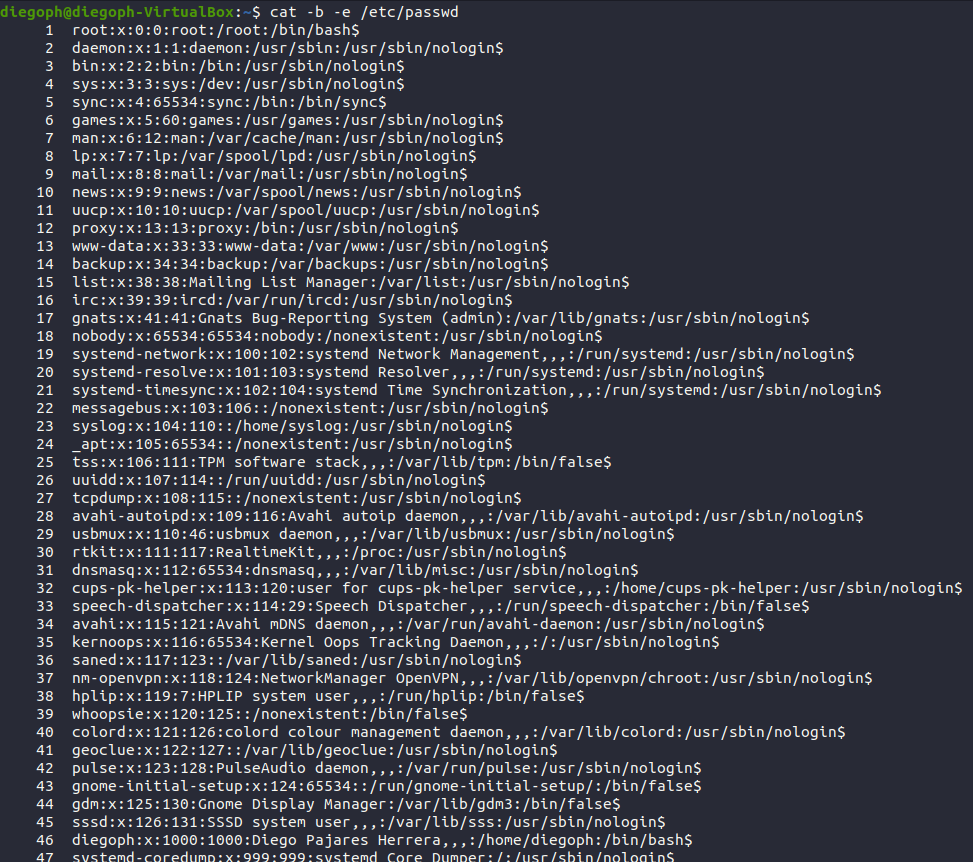 diegoph@diegoph-VirtualBox:~$ cat -b -e /etc/passwd
1 root:x:0:0:root:/root:/bin/bash$
2 daemon:x:1:1:daemon:/usr/sbin:/usr/sbin/nologin$
3 bin:x:2:2:bin:/bin:/usr/sbin/nologin$
4 sys:x:3:3:sys:/dev:/usr/sbin/nologin$
5 sync:x:4:65534:sync:/bin:/bin/sync$
6 games:x:5:60:games:/usr/games:/usr/sbin/nologin$
7 man:x:6:12:man:/var/cache/man:/usr/sbin/nologin$
8 lp:x:7:7:lp:/var/spool/lpd:/usr/sbin/nologin$
9 mail:x:8:8:mail:/var/mail:/usr/sbin/nologin$
10 news:x:9:9:news:/var/spool/news:/usr/sbin/nologin$
11 uucp:x:10:10:uucp:/var/spool/uucp:/usr/sbin/nologin$
12 proxy:x:13:13:proxy:/bin:/usr/sbin/nologin$
13 www-data:x:33:33:www-data:/var/www:/usr/sbin/nologin$
14 backup:x:34:34:backup:/var/backups:/usr/sbin/nologin$
15 list:x:38:38:Mailing List Manager:/var/list:/usr/sbin/nologin$
16 irc:x:39:39:ircd:/var/run/ircd:/usr/sbin/nologin$
17 gnats:x:41:41:Gnats Bug-Reporting System (admin):/var/lib/gnats:/usr/sbin/nologin$
18 nobody:x:65534:65534:nobody:/nonexistent:/usr/sbin/nologin$
19 systemd-network:x:100:102:systemd Network Management,,,:/run/systemd:/usr/sbin/nologin$
20 systemd-resolve:x:101:103:systemd Resolver,,,:/run/systemd:/usr/sbin/nologin$
21 systemd-timesync:x:102:104:systemd Time Synchronization,,,:/run/systemd:/usr/sbin/nologin$
22 messagebus:x:103:106::/nonexistent:/usr/sbin/nologin$
23 syslog:x:104:110::/home/syslog:/usr/sbin/nologin$
24 _apt:x:105:65534::/nonexistent:/usr/sbin/nologin$
25 tss:x:106:111:TPM software stack,,,:/var/lib/tpm:/bin/false$
26 uuidd:x:107:114::/run/uuidd:/usr/sbin/nologin$
27 tcpdump:x:108:115::/nonexistent:/usr/sbin/nologin$
28 avahi-autoipd:x:109:116:Avahi autoip daemon,,,:/var/lib/avahi-autoipd:/usr/sbin/nologin$
29 usbmux:x:110:46:usbmux daemon,,,:/var/lib/usbmux:/usr/sbin/nologin$
30 rtkit:x:111:117:RealtimeKit,,,:/proc:/usr/sbin/nologin$
31 dnsmasq:x:112:65534:dnsmasq,,,:/var/lib/misc:/usr/sbin/nologin$
32 cups-pk-helper:x:113:120:user for cups-pk-helper service,,,:/home/cups-pk-helper:/usr/sbin/nologin$
33 speech-dispatcher:x:114:29:Speech Dispatcher,,,:/run/speech-dispatcher:/bin/false$
34 avahi:x:115:121:Avahi mDNS daemon,,,:/var/run/avahi-daemon:/usr/sbin/nologin$
35 kernoops:x:116:65534:Kernel Oops Tracking Daemon,,,:/:/usr/sbin/nologin$
36 saned:x:117:123::/var/lib/saned:/usr/sbin/nologin$
37 nm-openvpn:x:118:124:NetworkManager OpenVPN,,,:/var/lib/openvpn/chroot:/usr/sbin/nologin$
38 hplip:x:119:7:HPLIP system user,,,:/run/hplip:/bin/false$
39 whoopsie:x:120:125::/nonexistent:/bin/false$
40 colord:x:121:126:colord colour management daemon,,,:/var/lib/colord:/usr/sbin/nologin$
41 geoclue:x:122:127::/var/lib/geoclue:/usr/sbin/nologin$
42 pulse:x:123:128:PulseAudio daemon,,,:/var/run/pulse:/usr/sbin/nologin$
43 gnome-initial-setup:x:124:65534::/run/gnome-initial-setup/:/bin/false$
44 gdm:x:125:130:Gnome Display Manager:/var/lib/gdm3:/bin/false$
45 sssd:x:126:131:SSSD system user,,,:/var/lib/sss:/usr/sbin/nologin$
46 diegoph:x:1000:1000:Diego Pajares Herrera,,,:/home/diegoph:/bin/bash$
47 systemd-coredump:x:999:999:systemd Core Dumper:/:/usr/sbin/nologin$